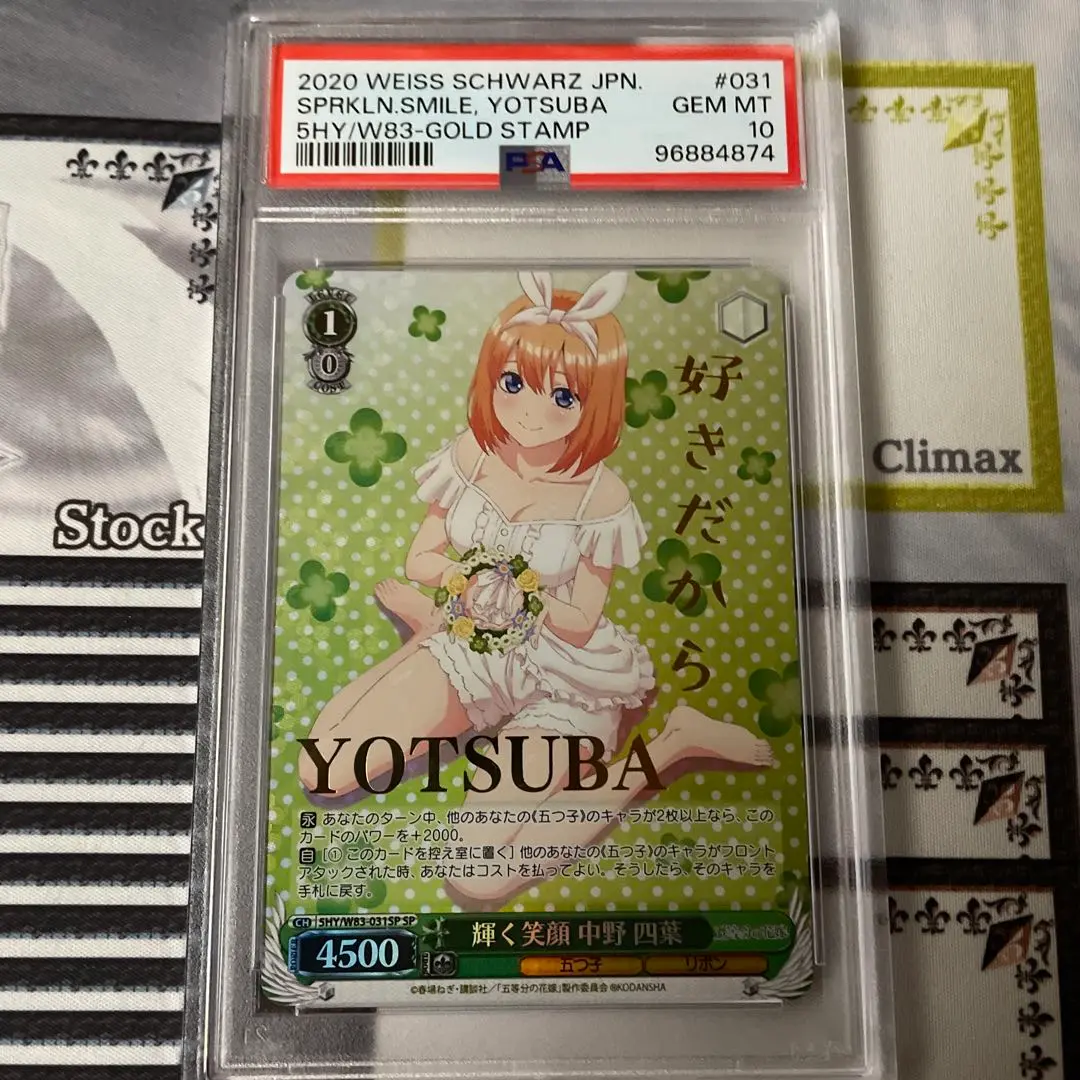 2020 WEISS SCHWARZ JPN. #031
SPRKLN.SMILE, YOTSUBA GEM MT
5HY/W83-GOLD STAMP 10
PSA 96884874
1
0
COST
好きだから
Climax
Stock
YOTSUBA
永 あなたのターン中、他のあなたの《五つ子》のキャラが2枚以上なら、この
カードのパワーを+2000。
自 [① このカードを控え室に置く] 他のあなたの《五つ子》のキャラがフロント
アタックされた時、あなたはコストを払ってよい。そうしたら、そのキャラを
手札に戻す。
CH 5HY/W83-031SP SP
4500
輝く笑顔 中野 四葉
五つ子 リボン
©春場ねぎ・講談社／「五等分の花嫁」製作委員会 ®KODANSHA